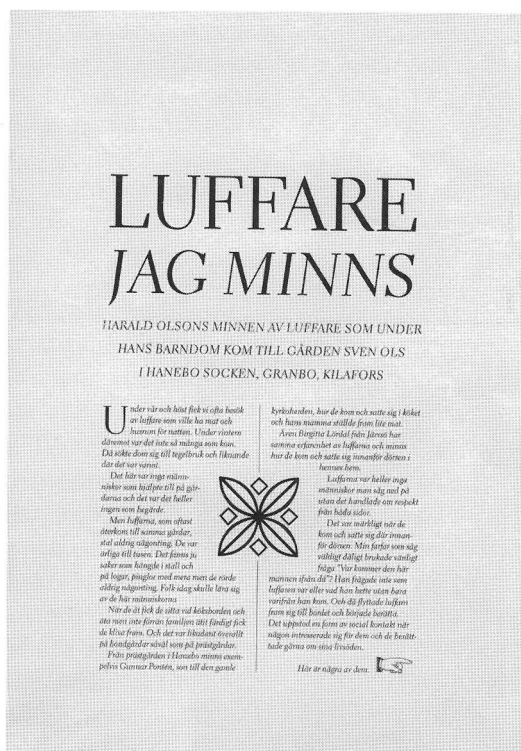 LUFFARE
JAG MINNS
HARALD OLSONS MINNEN AV LUFFARE SOM UNDER
HANS BARNDOM KOM TILL GÅRDEN SVEN OLS
I HANEBO SOCKEN, GRANBO, KILAFORS
Under vår och höst fick vi ofta besök
av luffare som ville ha mat och
husrum för natten. Under vintern
däremot var det inte så många som kom.
Då sökte dom sig till tegelbruk och liknande
där det var varmt.
Det här var inga män-
niskor som hjälpte till på går-
darna och det var det heller
ingen som begärde.
Men luffarna, som oftast
återkom till samma gårdar,
stal aldrig någonting. De var
ärliga till tusen. Det fanns ju
saker som hängde i stall och
på logar, pinglor med mera men de rörde
aldrig någonting. Folk idag skulle lära sig
av de här människorna.
När de åt fick de sitta vid köksborden och
äta men inte förrän familjen ätit färdigt fick
de kliva fram. Och det var likadant överallt
på bondgårdar såväl som på prästgårdar.
Från prästgården i Hanebo minns exem-
pelvis Gunnar Pontén, son till den gamle
kyrkoherden, hur de kom och satte sig i köket
och hans mamma ställde fram lite mat.
Även Birgitta Lördal från Järvsö har
samma erfarenhet av luffarna och minns
hur de kom och satte sig innanför dörren i
hennes hem.
Luffarna var heller inga
människor man såg ned på
utan det handlade om respekt
från båda sidor.
Det var märkligt när de
kom och satte sig där innan-
för dörren. Min farfar som såg
väldigt dåligt brukade vänligt
fråga "Var kommer den här
mannen ifrån då"? Han frågade inte vem
luffaren var eller vad han hette utan bara
varifrån han kom. Och då flyttade luffarn
fram sig till bordet och började berätta.
Det uppstod en form av social kontakt när
någon intresserade sig för dem och de berät-
tade gärna om sina livsöden.
Här är några av dem.